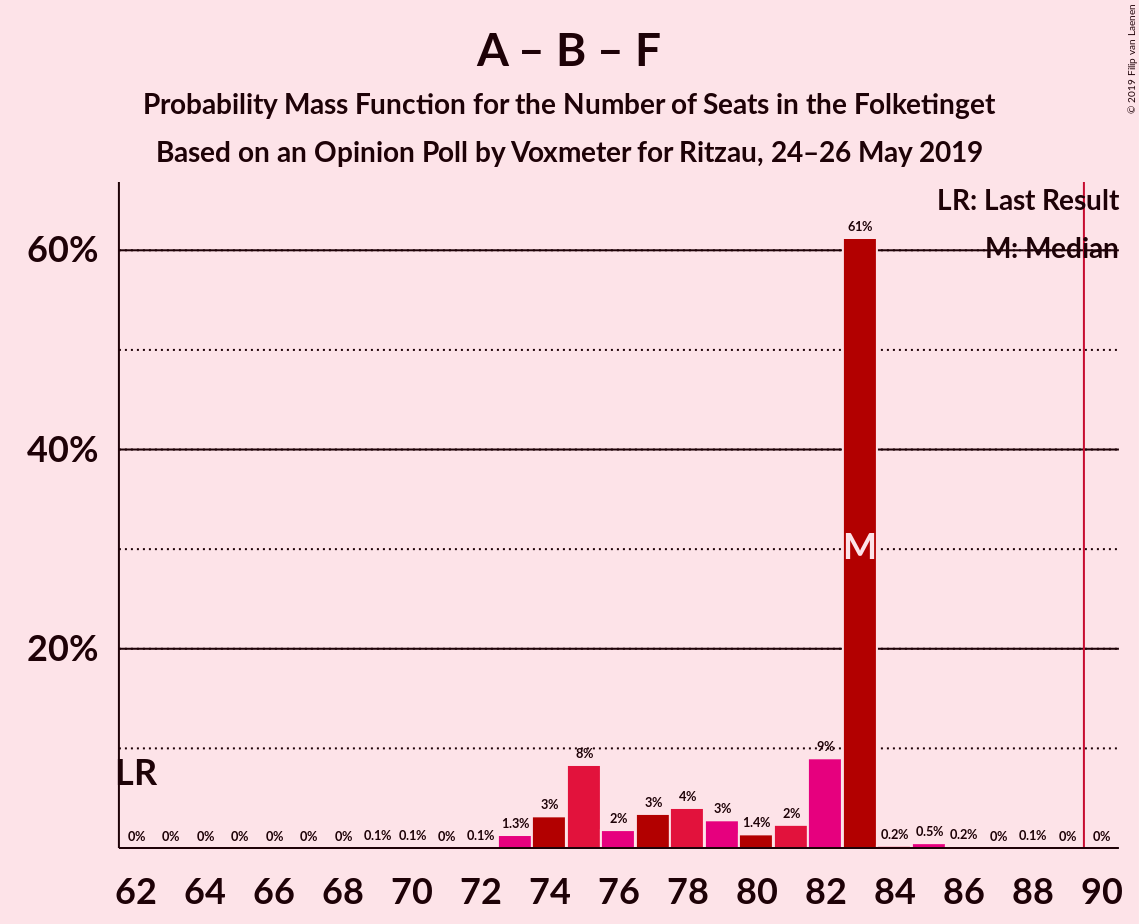 A – B – F
Probability Mass Function for the Number of Seats in the Folketinget
Based on an Opinion Poll by Voxmeter for Ritzau, 24–26 May 2019
© 2019 Filip van Laenen
LR: Last Result
M: Median
60%
40%
20%
61%
M
LR
0% 0% 0% 0% 0% 0% 0% 0.1% 0.1% 0% 0.1% 1.3% 3% 8% 2% 3% 4% 3% 1.4% 2% 9% 0.2% 0.5% 0.2% 0% 0.1% 0% 0%
62 64 66 68 70 72 74 76 78 80 82 84 86 88 90